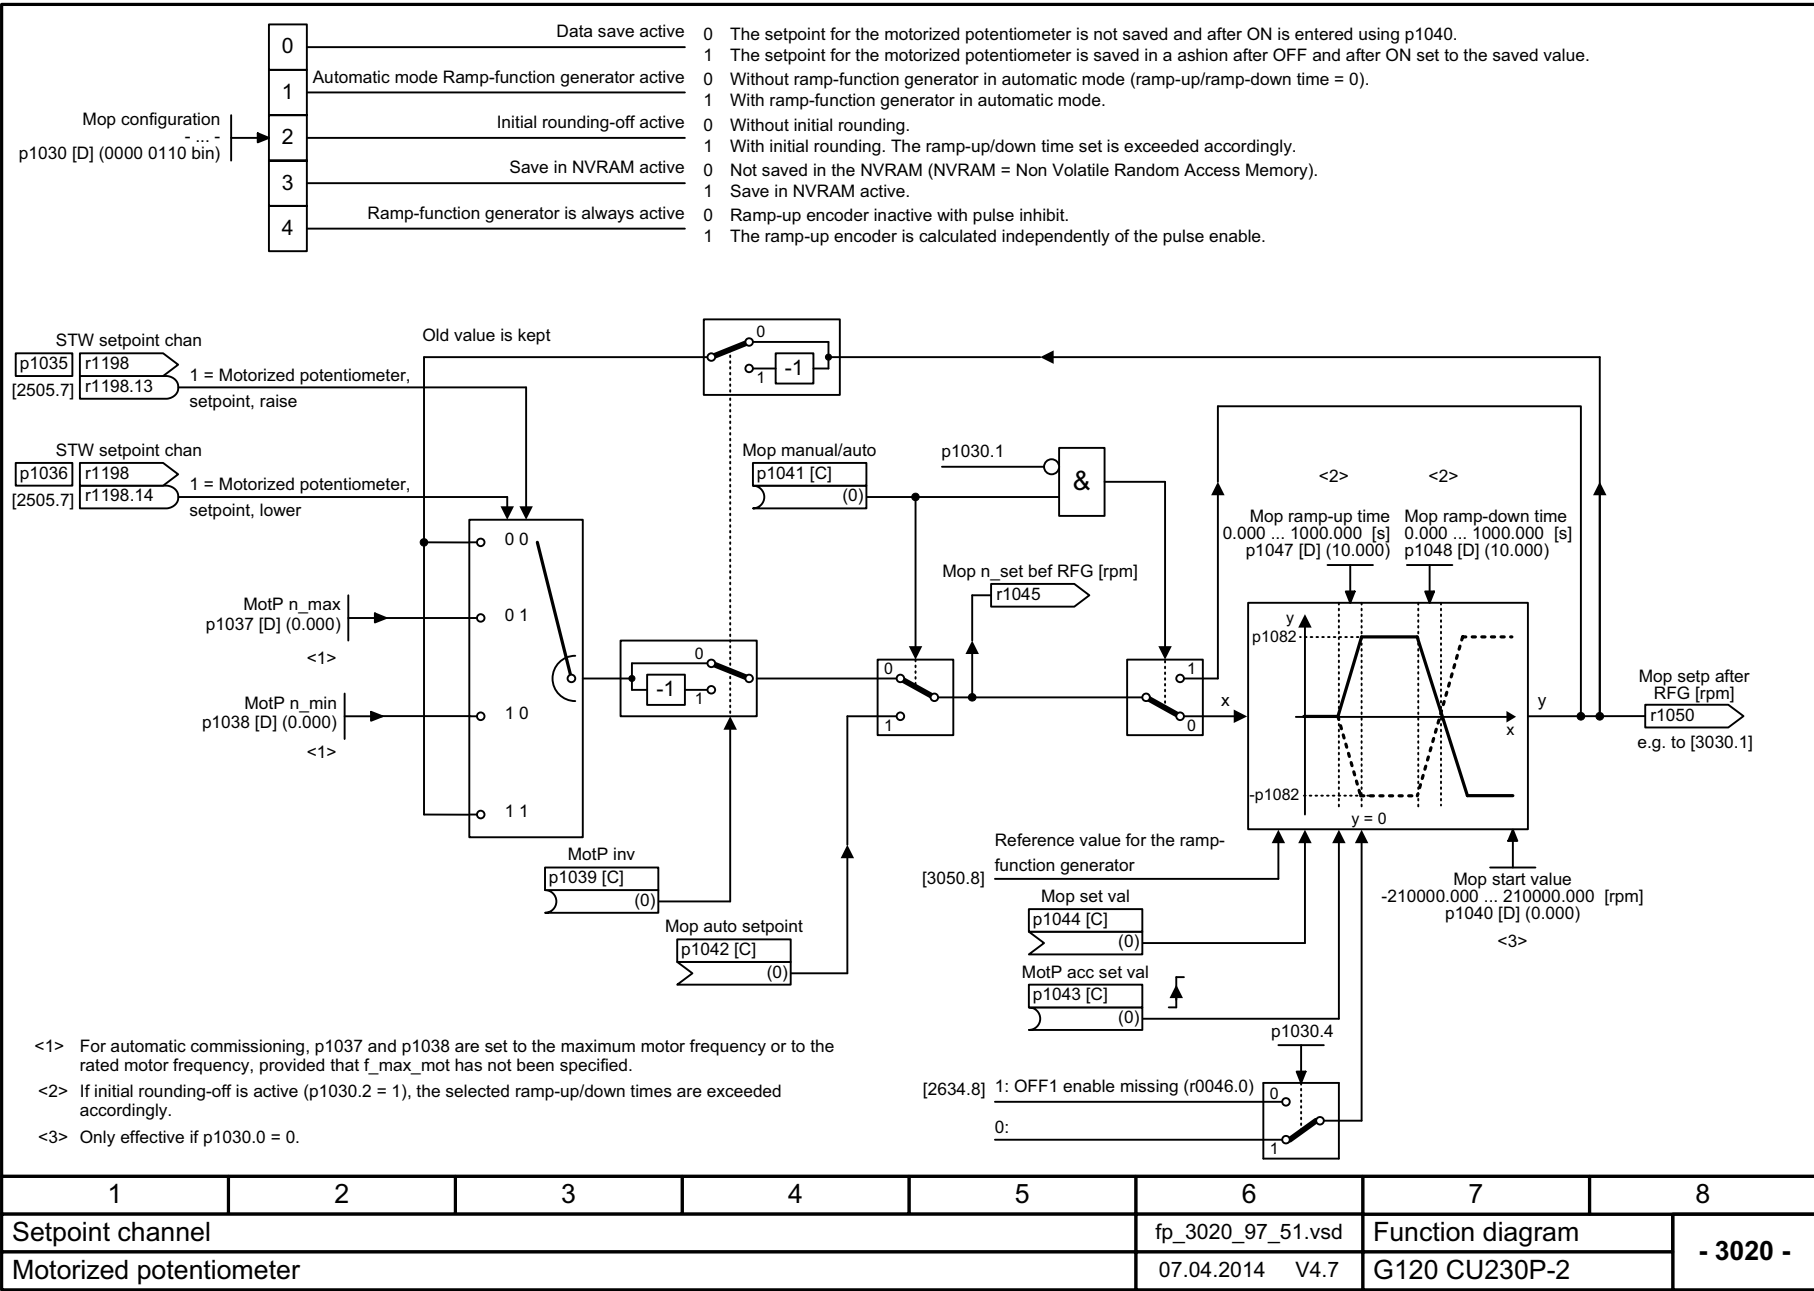 0
Data save active
0 The setpoint for the motorized potentiometer is not saved and after ON is entered using p1040.
1 The setpoint for the motorized potentiometer is saved in a ashion after OFF and after ON set to the saved value.
1
Automatic mode Ramp-function generator active
0 Without ramp-function generator in automatic mode (ramp-up/ramp-down time = 0).
1 With ramp-function generator in automatic mode.
Mop configuration
- ... -
p1030 [D] (0000 0110 bin)
2
Initial rounding-off active
0 Without initial rounding.
1 With initial rounding. The ramp-up/down time set is exceeded accordingly.
3
Save in NVRAM active
0 Not saved in the NVRAM (NVRAM = Non Volatile Random Access Memory).
1 Save in NVRAM active.
4
Ramp-function generator is always active
0 Ramp-up encoder inactive with pulse inhibit.
1 The ramp-up encoder is calculated independently of the pulse enable.
STW setpoint chan
p1035 r1198
[2505.7] r1198.13
1 = Motorized potentiometer,
setpoint, raise
Old value is kept
0
1
-1
STW setpoint chan
p1036 r1198
[2505.7] r1198.14
1 = Motorized potentiometer,
setpoint, lower
Mop manual/auto
p1041 [C]
(0)
p1030.1
&
<2>
<2>
Mop ramp-up time
0.000 ... 1000.000 [s]
p1047 [D] (10.000)
Mop ramp-down time
0.000 ... 1000.000 [s]
p1048 [D] (10.000)
0 0
0 1
1 0
1 1
MotP n_max
p1037 [D] (0.000)
<1>
MotP n_min
p1038 [D] (0.000)
<1>
0
-1
1
0
1
Mop n_set bef RFG [rpm]
r1045
1
0
x
y
p1082
-p1082
x
y = 0
y
Mop setp after
RFG [rpm]
r1050
e.g. to [3030.1]
MotP inv
p1039 [C]
(0)
Mop auto setpoint
p1042 [C]
(0)
Reference value for the ramp-
function generator
[3050.8]
Mop set val
p1044 [C]
(0)
MotP acc set val
p1043 [C]
(0)
Mop start value
-210000.000 ... 210000.000 [rpm]
p1040 [D] (0.000)
<3>
p1030.4
[2634.8] 1: OFF1 enable missing (r0046.0)
0
0:
1
<1> For automatic commissioning, p1037 and p1038 are set to the maximum motor frequency or to the
rated motor frequency, provided that f_max_mot has not been specified.
<2> If initial rounding-off is active (p1030.2 = 1), the selected ramp-up/down times are exceeded
accordingly.
<3> Only effective if p1030.0 = 0.
1 2 3 4 5 6 7 8
Setpoint channel
fp_3020_97_51.vsd
Function diagram
- 3020 -
Motorized potentiometer
07.04.2014 V4.7
G120 CU230P-2